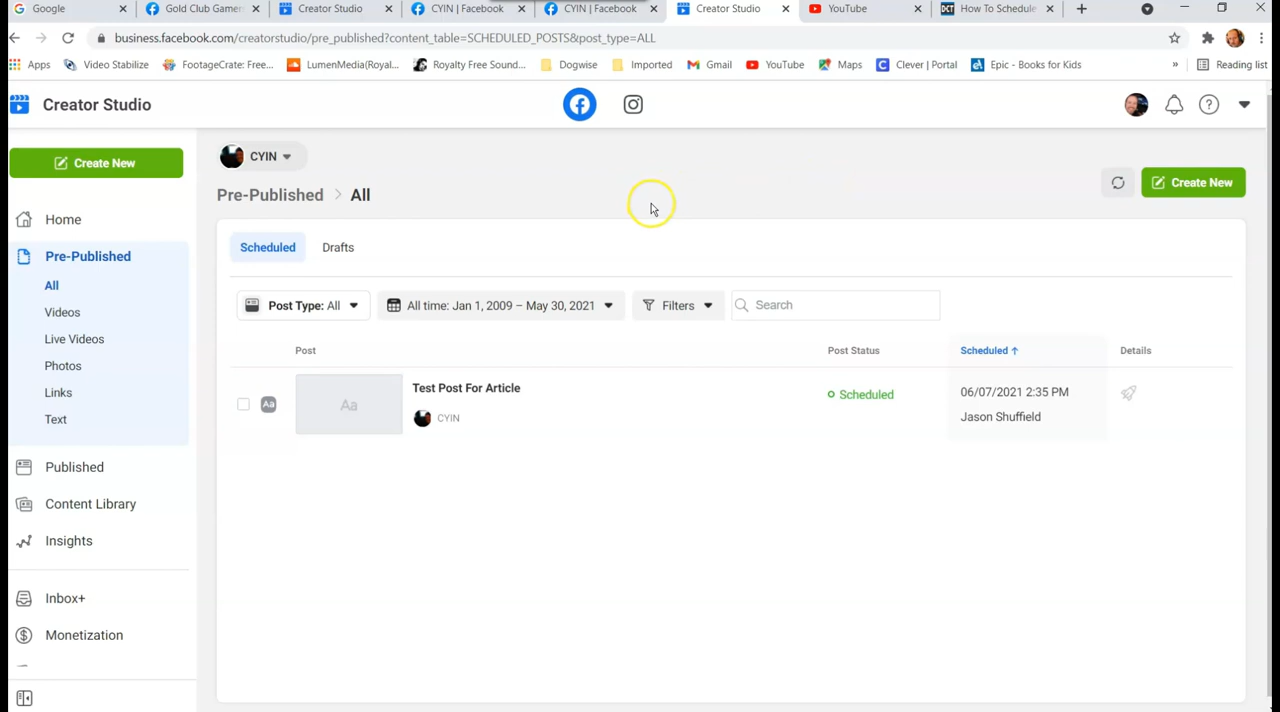 Google
Gold Club Gamer
Creator Studio
CYIN | Facebook
CYIN | Facebook
Creator Studio
YouTube
How To Schedule
business.facebook.com/creatorstudio/pre_published?content_table=SCHEDULED_POSTS&post_type=ALL
Apps Video Stabilize FootageCrate: Free... LumenMedia(Royal... Royalty Free Sound... Dogwise Imported Gmail YouTube Maps Clever | Portal Epic - Books for Kids » Reading list
Creator Studio
Create New
CYIN
Create New
Pre-Published > All
Home
Pre-Published
All
Videos
Live Videos
Photos
Links
Text
Published
Content Library
Insights
Inbox+
Monetization
Scheduled Drafts
Post Type: All All time: Jan 1, 2009 – May 30, 2021 Filters Search
Post Post Status Scheduled ↑ Details
Aa Aa Test Post For Article Scheduled 06/07/2021 2:35 PM
CYIN Jason Shuffield